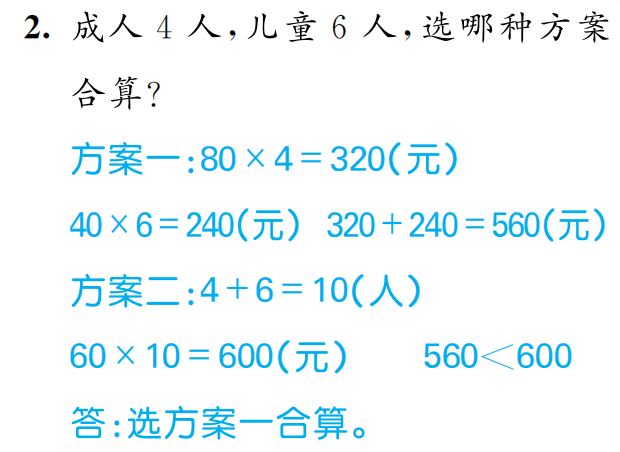 2. 成人 4 人,儿童 6 人,选哪种方案
合算?
方案一:80×4=320(元)
40×6=240(元) 320+240=560(元)
方案二:4+6=10(人)
60×10=600(元) 560<600
答:选方案一合算。